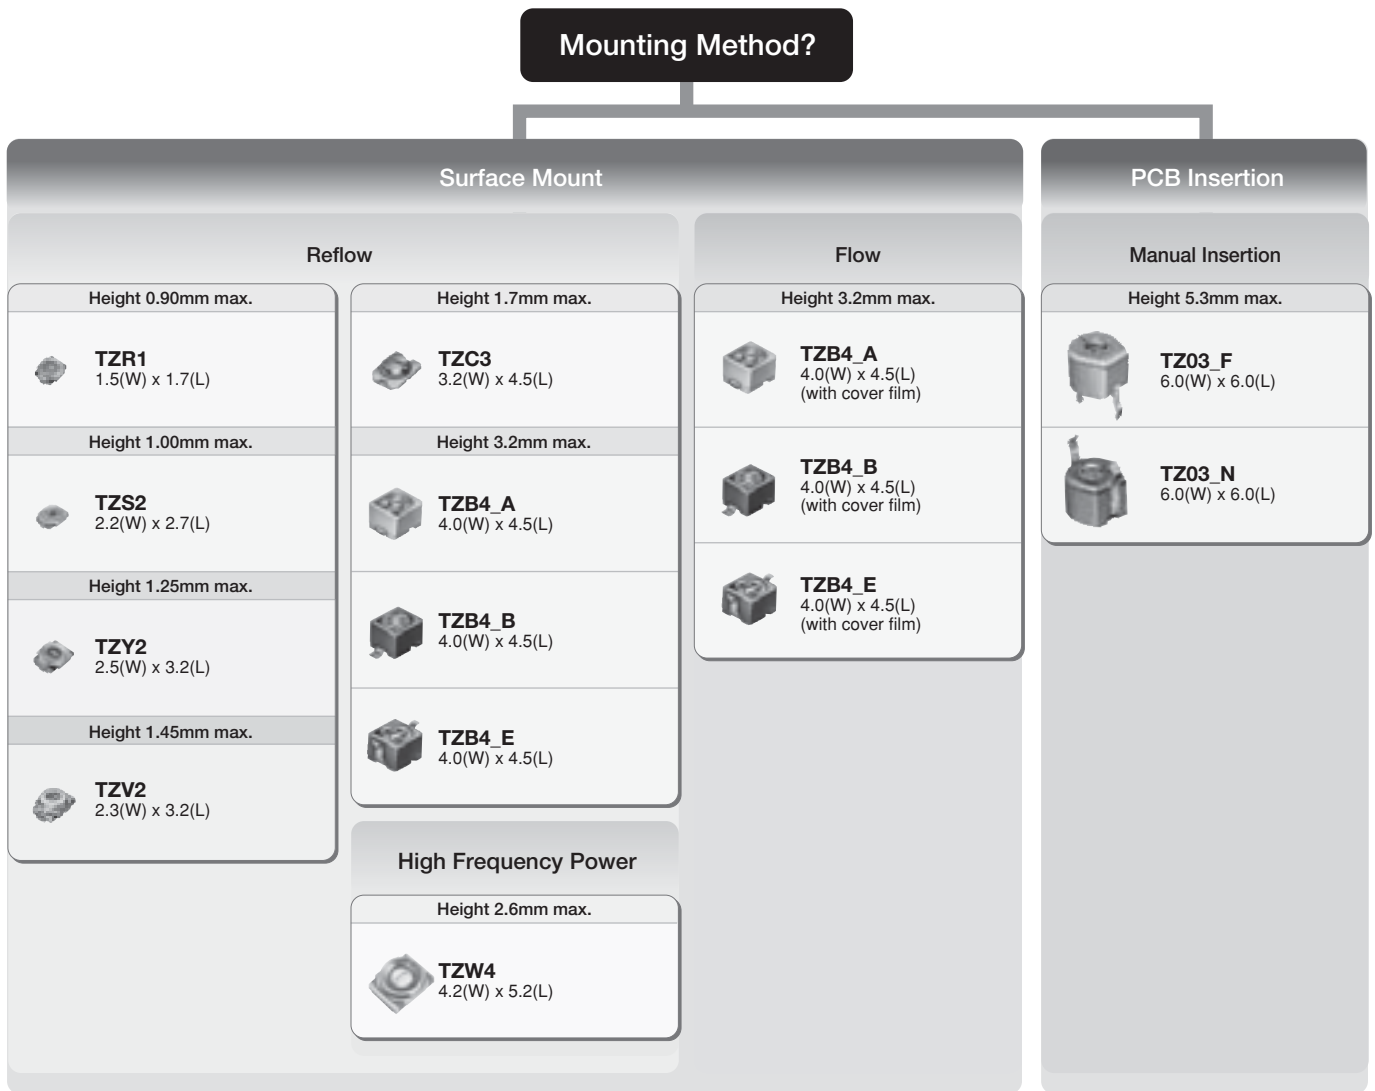 Mounting Method?
Surface Mount
Reflow
Height 0.90mm max.
TZR1
1.5(W) x 1.7(L)
Height 1.00mm max.
TZS2
2.2(W) x 2.7(L)
Height 1.25mm max.
TZY2
2.5(W) x 3.2(L)
Height 1.45mm max.
TZV2
2.3(W) x 3.2(L)
Height 1.7mm max.
TZC3
3.2(W) x 4.5(L)
Height 3.2mm max.
TZB4_A
4.0(W) x 4.5(L)
TZB4_B
4.0(W) x 4.5(L)
TZB4_E
4.0(W) x 4.5(L)
High Frequency Power
Height 2.6mm max.
TZW4
4.2(W) x 5.2(L)
Flow
Height 3.2mm max.
TZB4_A
4.0(W) x 4.5(L)
(with cover film)
TZB4_B
4.0(W) x 4.5(L)
(with cover film)
TZB4_E
4.0(W) x 4.5(L)
(with cover film)
PCB Insertion
Manual Insertion
Height 5.3mm max.
TZ03_F
6.0(W) x 6.0(L)
TZ03_N
6.0(W) x 6.0(L)